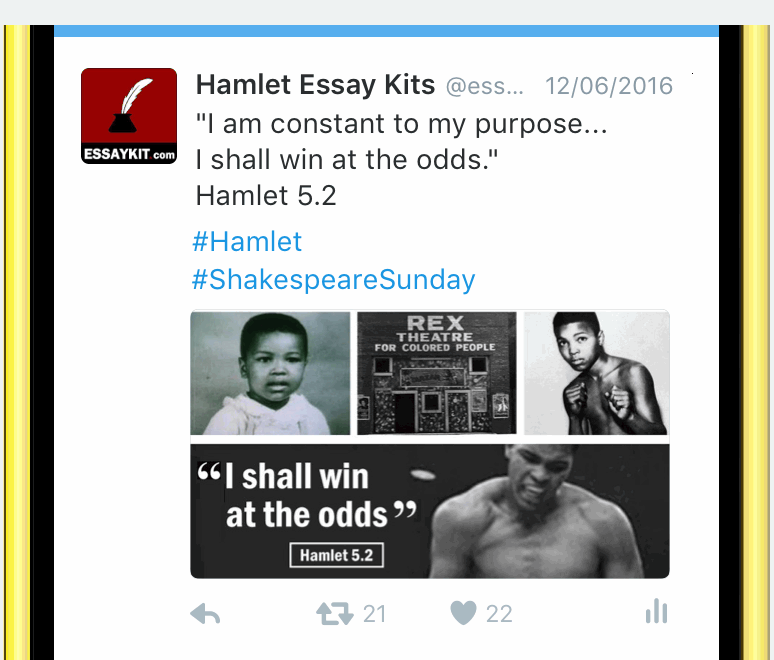 Hamlet Essay Kits @ess... 12/06/2016
ESSAYKIT.com
"I am constant to my purpose...
I shall win at the odds."
Hamlet 5.2
#Hamlet
#ShakespeareSunday
REX
THEATRE
FOR COLORED PEOPLE
“I shall win
at the odds”
Hamlet 5.2
21
22